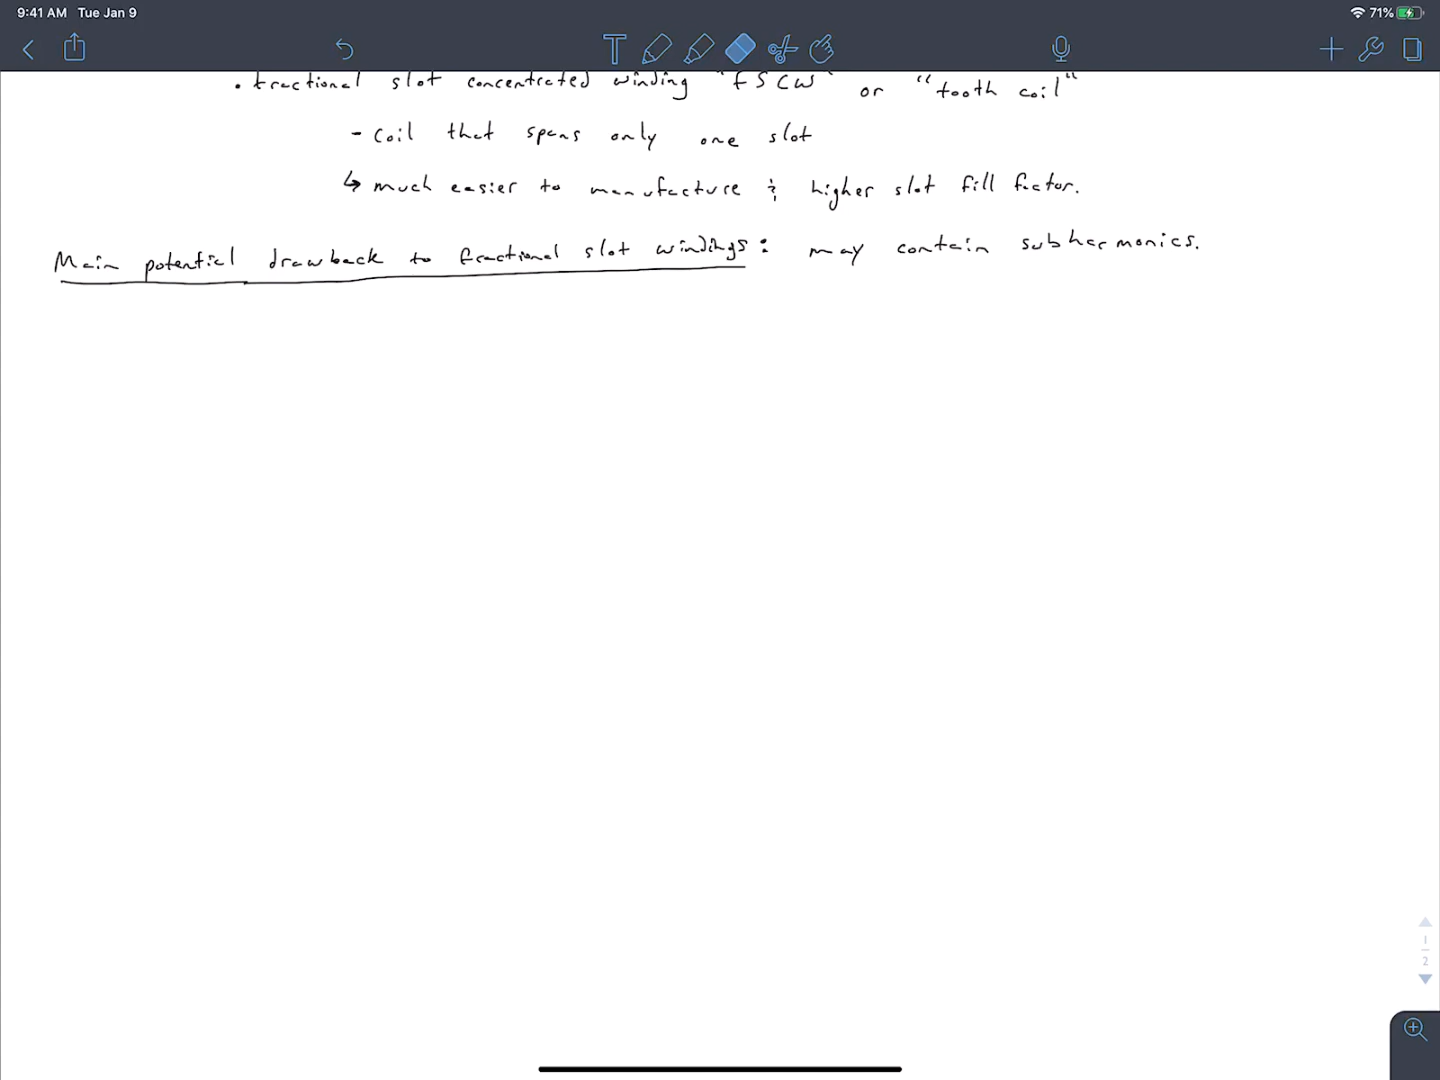 9:41 AM Tue Jan 9
71%
• fractional slot concentrated winding "FSCW" or "tooth coil"
- coil that spans only one slot
↳ much easier to manufacture & higher slot fill factor.
Main potential drawback to fractional slot windings: may contain subharmonics.
1
2